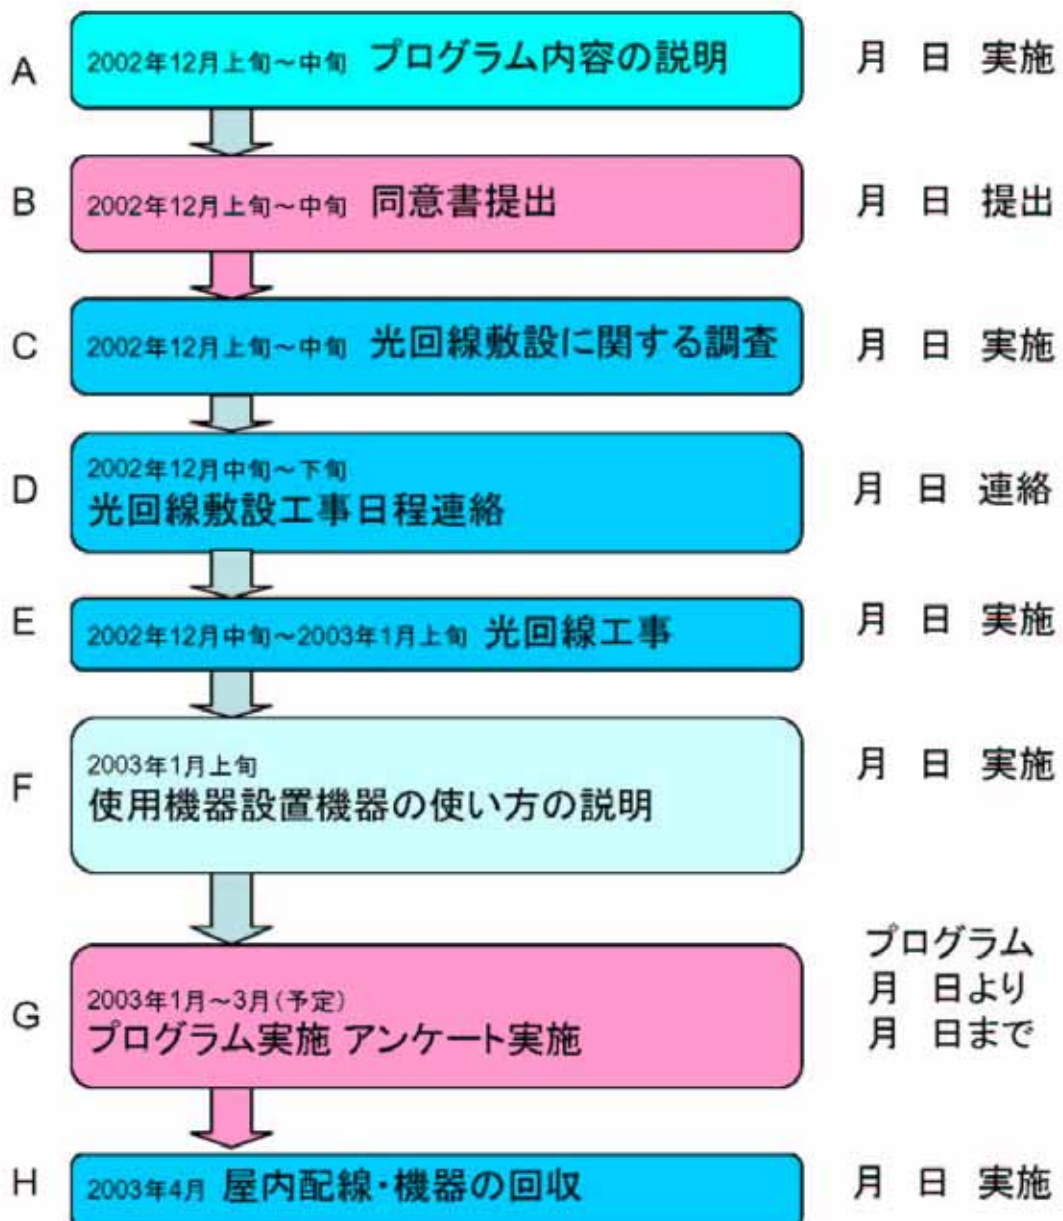 A 2002年12月上旬～中旬 プログラム内容の説明 月 日 実施
B 2002年12月上旬～中旬 同意書提出 月 日 提出
C 2002年12月上旬～中旬 光回線敷設に関する調査 月 日 実施
D 2002年12月中旬～下旬
光回線敷設工事日程連絡 月 日 連絡
E 2002年12月中旬～2003年1月上旬 光回線工事 月 日 実施
F 2003年1月上旬
使用機器設置機器の使い方の説明 月 日 実施
G 2003年1月～3月(予定)
プログラム実施 アンケート実施
プログラム
月 日より
月 日まで
H 2003年4月 屋内配線・機器の回収 月 日 実施